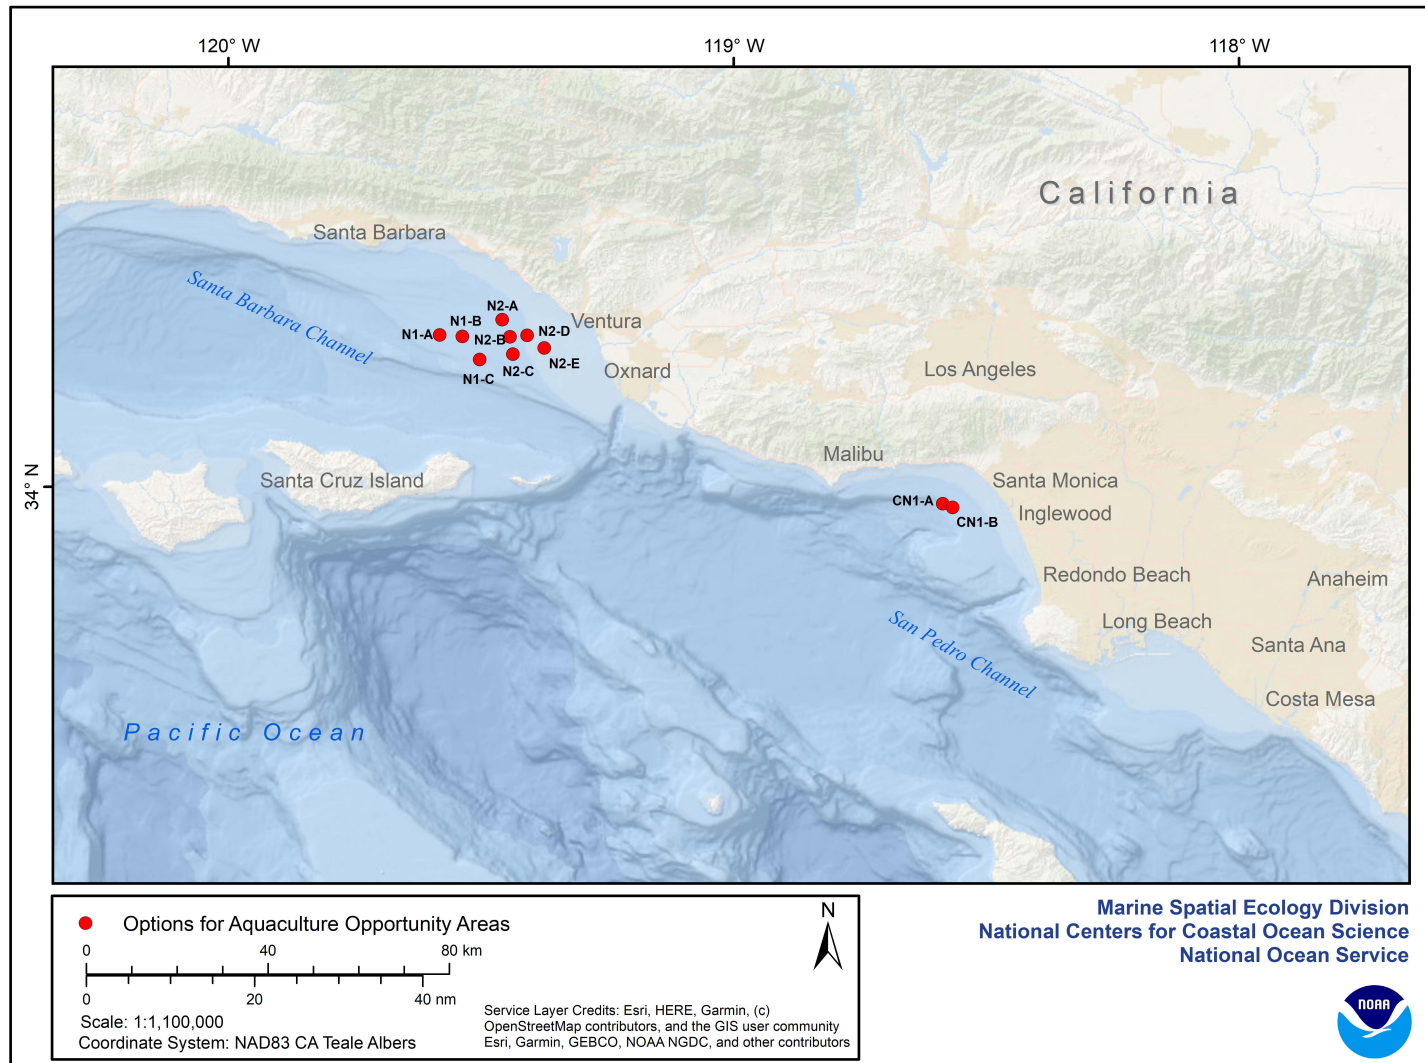 120° W
119° W
118° W
California
Santa Barbara
Santa Barbara Channel
N2-A
N1-B
N1-A
N2-B
N2-D
Ventura
N2-E
N2-C
N1-C
Oxnard
Los Angeles
Malibu
34° N
Santa Cruz Island
Santa Monica
CN1-A
Inglewood
CN1-B
Redondo Beach
Anaheim
Long Beach
San Pedro Channel
Santa Ana
Costa Mesa
Pacific Ocean
Options for Aquaculture Opportunity Areas
0 40 80 km
0 20 40 nm
Scale: 1:1,100,000
Coordinate System: NAD83 CA Teale Albers
N
Service Layer Credits: Esri, HERE, Garmin, (c)
OpenStreetMap contributors, and the GIS user community
Esri, Garmin, GEBCO, NOAA NGDC, and other contributors
Marine Spatial Ecology Division
National Centers for Coastal Ocean Science
National Ocean Service
NOAA